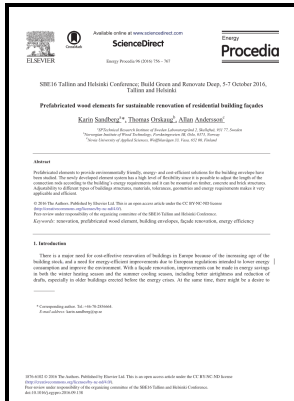 ELSEVIER
CrossMark
Available online at www.sciencedirect.com
ScienceDirect
Energy Procedia 96 (2016) 756 – 767
Energy
Procedia
SBE16 Tallinn and Helsinki Conference; Build Green and Renovate Deep, 5-7 October 2016,
Tallinn and Helsinki
Prefabricated wood elements for sustainable renovation of residential building façades
Karin Sandberg*, Thomas Orskaug, Allan Andersson
Abstract
Prefabricated elements to provide environmentally friendly, energy- and cost-efficient solutions for the building envelope have
been studied. The newly developed element system has a high level of flexibility since it is possible to adjust the length of the
connection rods according to the building's energy requirements and it can be mounted on timber, concrete and brick structures.
Adjustability to different types of buildings structures, materials, relocatees, geometries and energy requirements makes it very
applicable and efficient.
© 2016 The Authors. Published by Elsevier Ltd. This is an open access article under the CC BY-NC-ND license
(http://creativecommons.org/licenses/by-nc-nd/4.0/).
Peer-review under responsibility of the organizing committee of the SBE16 Tallinn and Helsinki Conference.
Keywords: renovation, prefabricated wood element, building envelopes, façade renovation, energy efficiency
1. Introduction
There is a major need for cost-effective renovation of buildings in Europe because of the increasing age of the
building stock, and a need for energy-efficient improvements due to European regulations intended to lower energy
consumption and improve the environment. With a façade renovation, improvements can be made to energy savings
in both the winter heating season and the summer cooling season, including better airtightness and reduction of
drafts, especially in older buildings erected before the energy crises. At the same time, there might be a desire to
* Corresponding author.
E-mail address: karin.sandberg@sp.se
1876-6102 © 2016 The Authors. Published by Elsevier Ltd. This is an open access article under the CC BY-NC-ND license
(http://creativecommons.org/licenses/by-nc-nd/4.0/).
Peer-review under responsibility of the organizing committee of the SBE16 Tallinn and Helsinki Conference.
doi:10.1016/j.egypro.2016.09.138